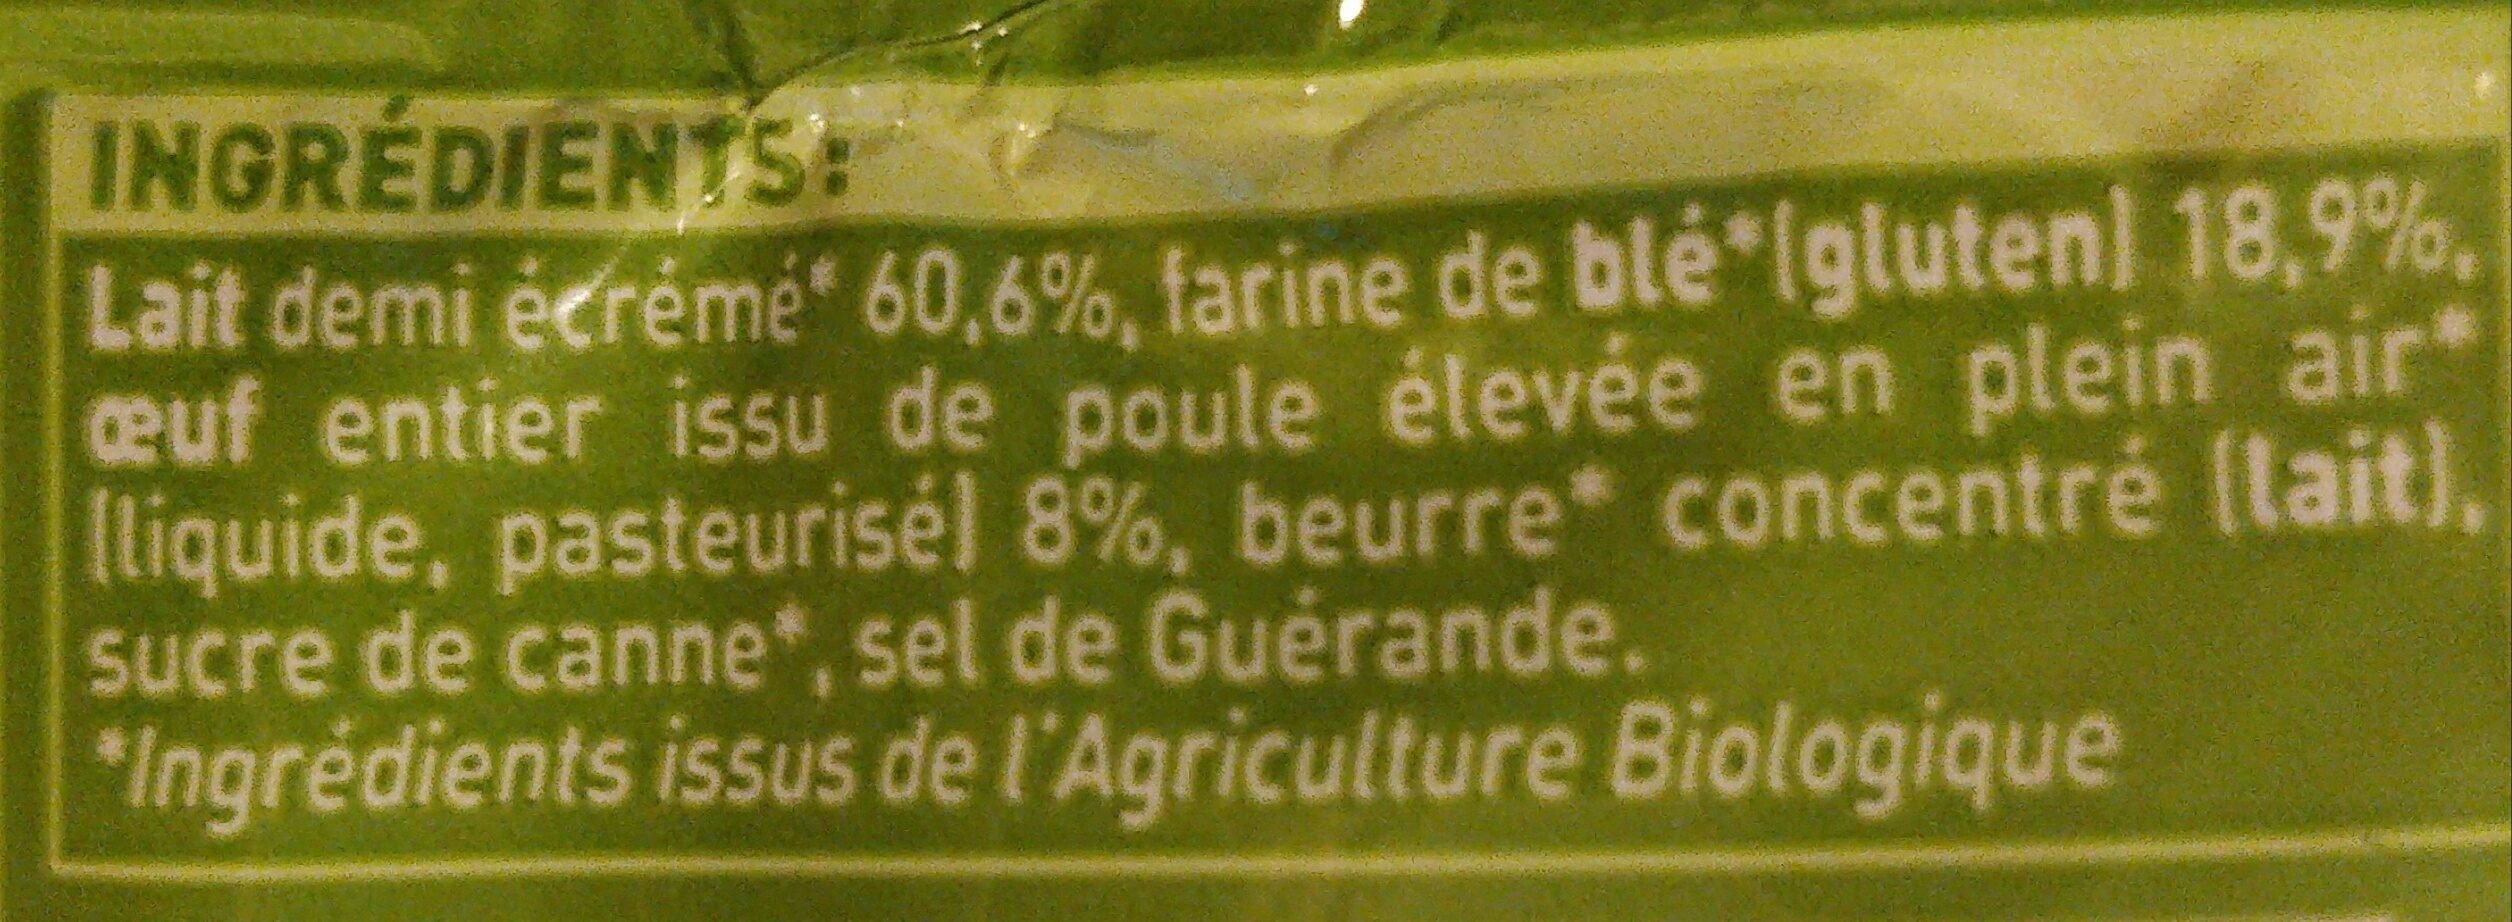 INGRÉDIENTS :
Lait demi écrémé* 60,6%, farine de blé*(gluten) 18,9%,
œuf entier issu de poule élevée en plein air*
(liquide, pasteurisé) 8%, beurre* concentré (lait),
sucre de canne*, sel de Guérande.
*Ingrédients issus de l'Agriculture Biologique